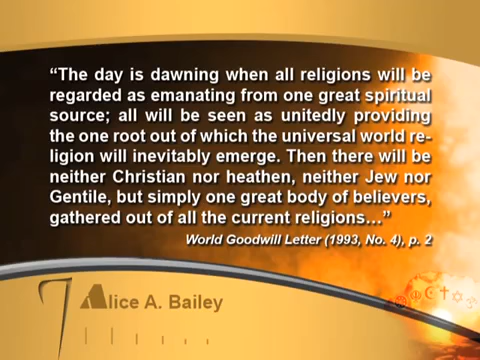 “The day is dawning when all religions will be
regarded as emanating from one great spiritual
source; all will be seen as unitedly providing
the one root out of which the universal world re-
ligion will inevitably emerge. Then there will be
neither Christian nor heathen, neither Jew nor
Gentile, but simply one great body of believers,
gathered out of all the current religions…”
World Goodwill Letter (1993, No. 4), p. 2
Alice A. Bailey